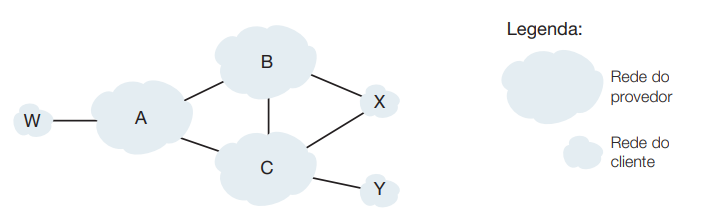 W
A
B
C
X
Y
Legenda:
Rede do
provedor
Rede do
cliente